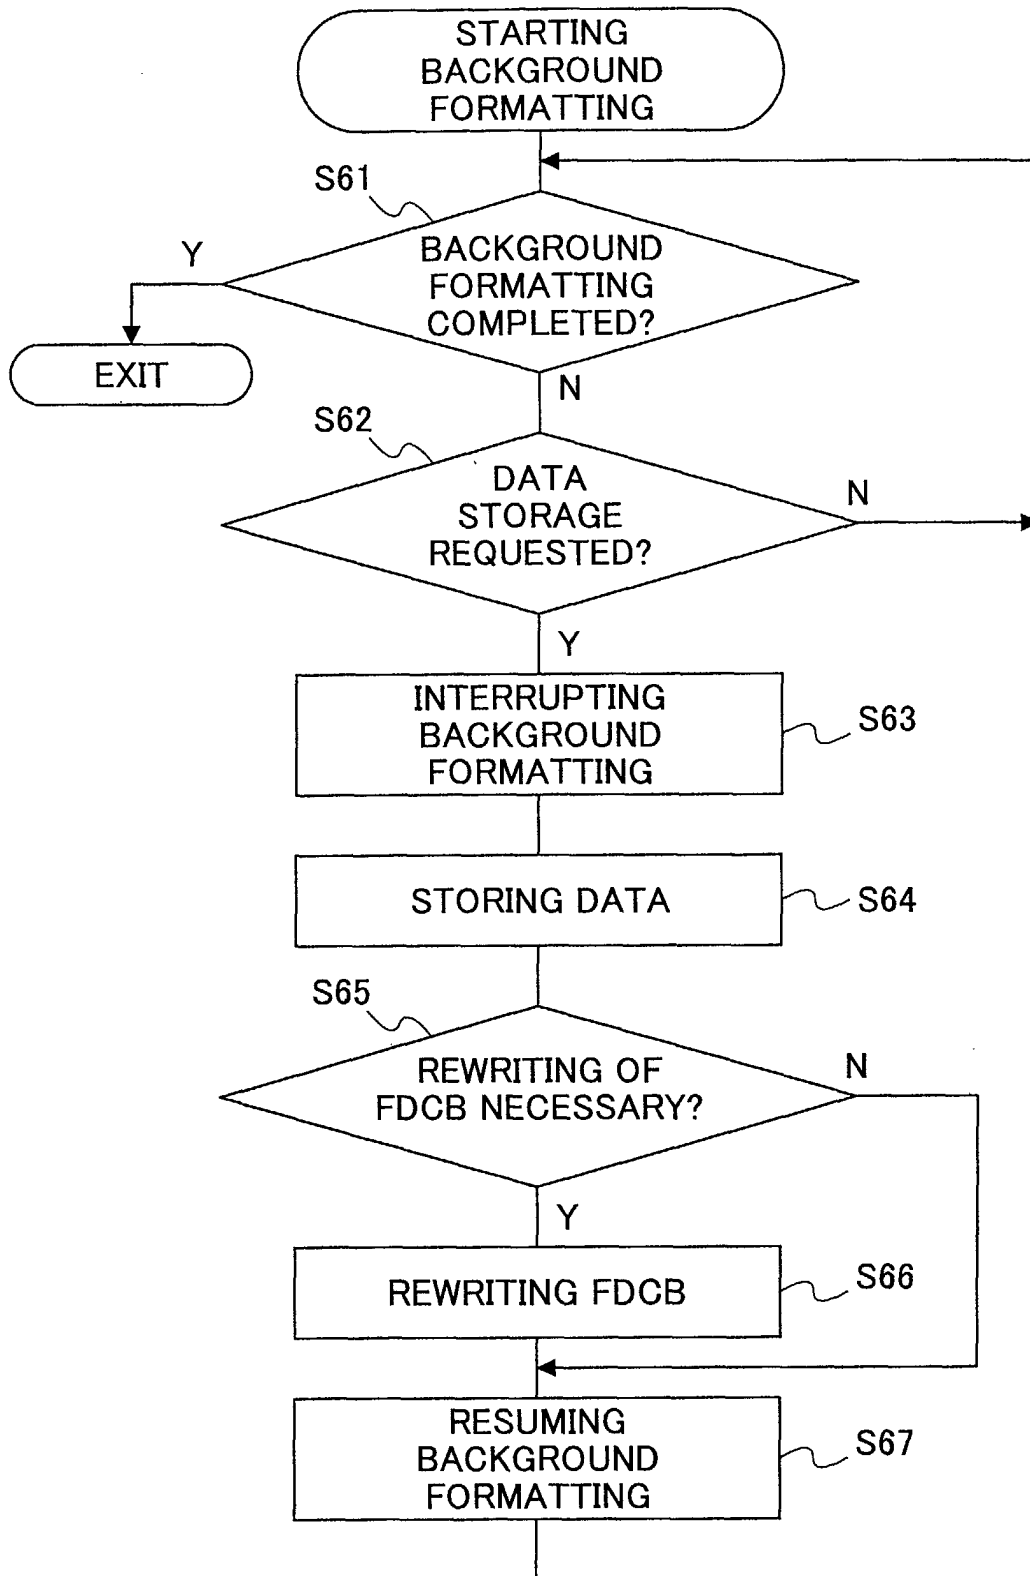 STARTING
BACKGROUND
FORMATTING
S61
Y
BACKGROUND
FORMATTING
COMPLETED?
EXIT
N
S62
DATA
STORAGE
REQUESTED?
N
Y
INTERRUPTING
BACKGROUND
FORMATTING
S63
STORING DATA
S64
S65
REWRITING OF
FDCB NECESSARY?
N
Y
REWRITING FDCB
S66
RESUMING
BACKGROUND
FORMATTING
S67